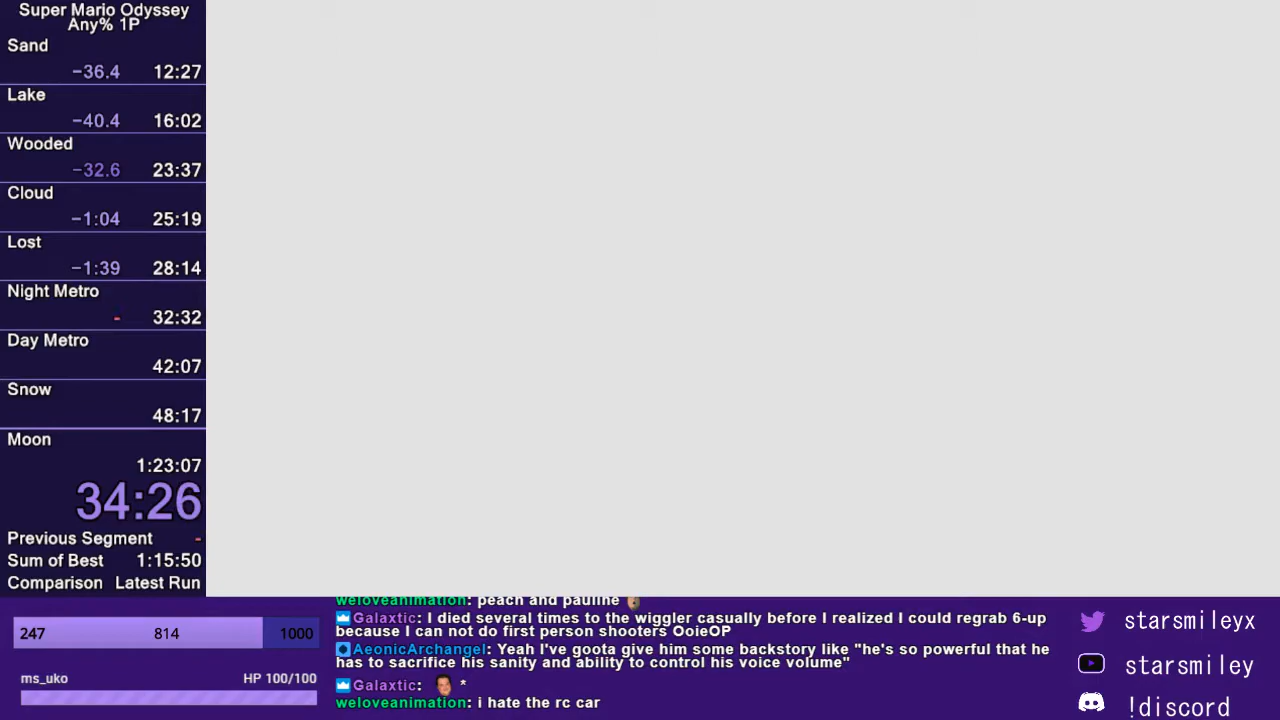 Super Mario Odyssey
Any% 1P
Sand
−36.4 12:27
Lake
−40.4 16:02
Wooded
−32.6 23:37
Cloud
−1:04 25:19
Lost
−1:39 28:14
Night Metro
- 32:32
Day Metro
42:07
Snow
48:17
Moon
1:23:07
34:26
Previous Segment -
Sum of Best 1:15:50
Comparison Latest Run
247 814 1000
ms_uko HP 100/100
weloveanimation: peach and pauline
Galaxtic: I died several times to the wiggler casually before I realized I could regrab 6-up
because I can not do first person shooters OoieOP
AeonicArchangel: Yeah I've goota give him some backstory like "he's so powerful that he
has to sacrifice his sanity and ability to control his voice volume"
Galaxtic: *
weloveanimation: i hate the rc car
starsmileyx
starsmiley
!discord